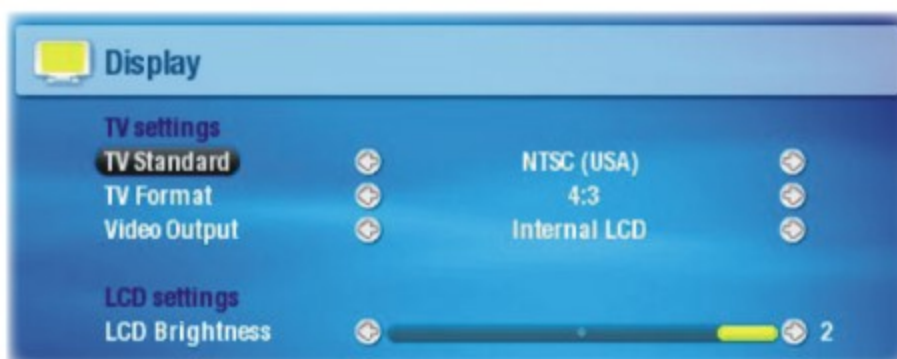 Display
TV settings
TV Standard NTSC (USA)
TV Format 4:3
Video Output Internal LCD
LCD settings
LCD Brightness 2